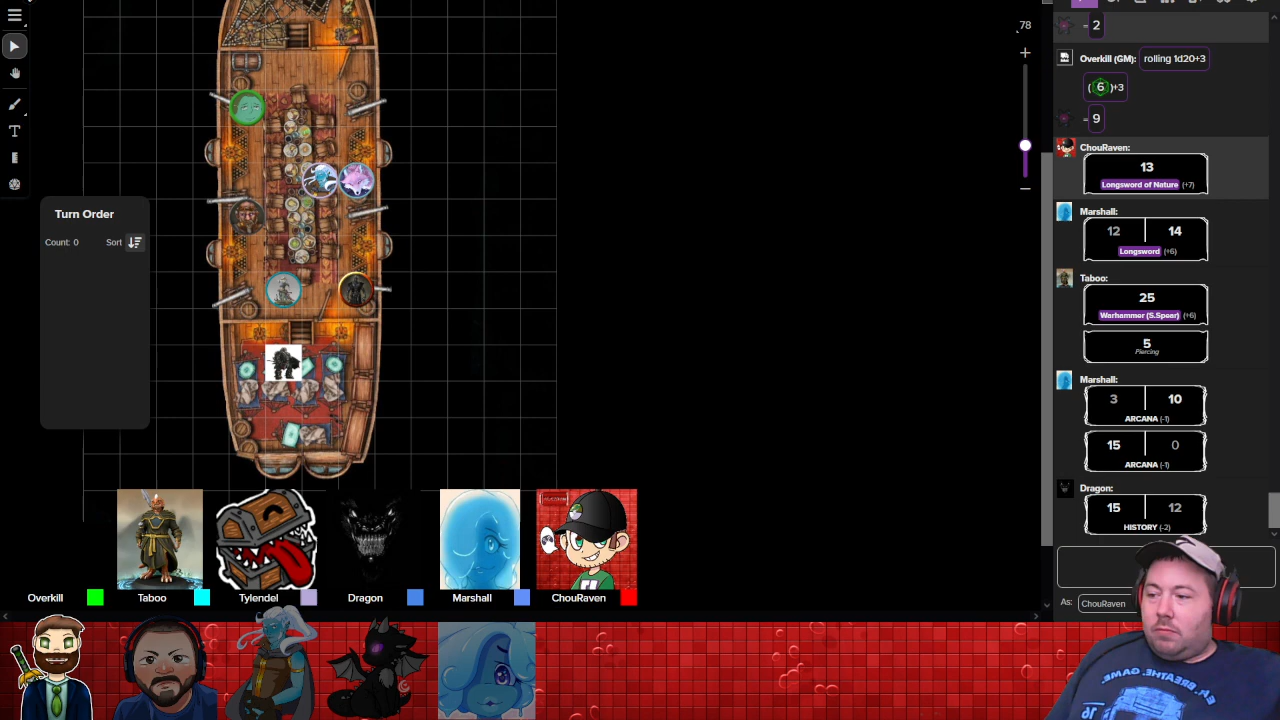 .78
= 2
Overkill (GM): rolling 1d20+3
(6)+3
= 9
ChouRaven:
13
Longsword of Nature (+7)
Marshall:
12 14
Longsword (+6)
Taboo:
25
Warhammer (S.Spear) (+6)
5
Piercing
Marshall:
3 10
ARCANA (-1)
15 0
ARCANA (-1)
Dragon:
15 12
HISTORY (-2)
As: ChouRaven
Turn Order
Count: 0 Sort
Overkill
Taboo
Tylendel
Dragon
Marshall
ChouRaven